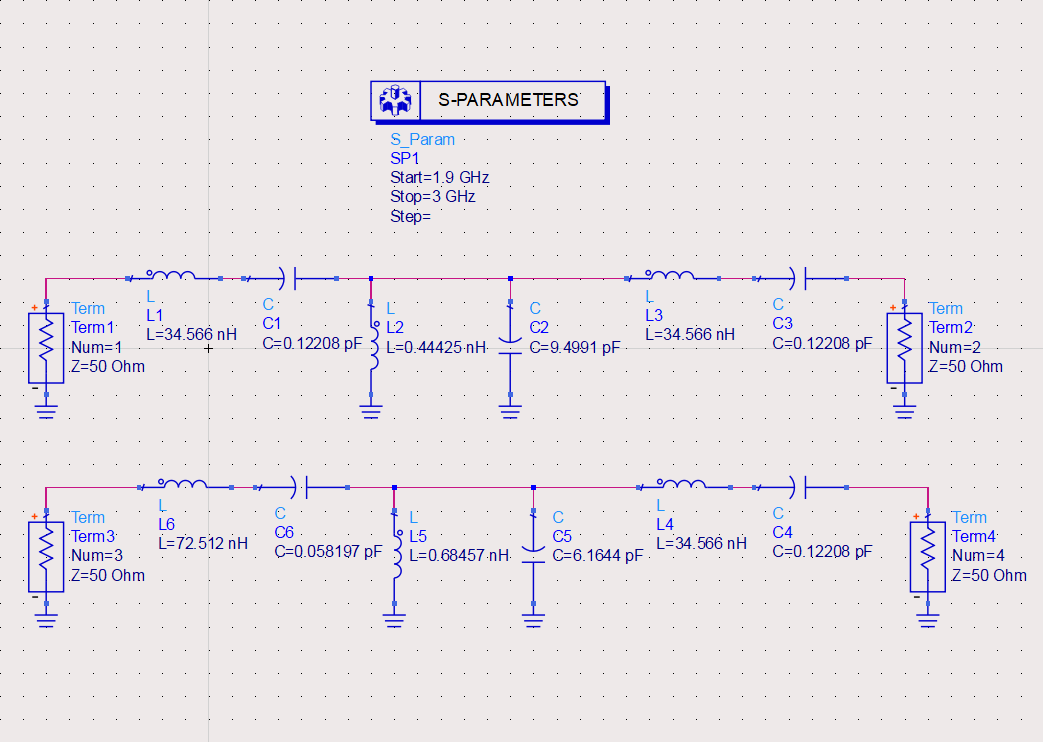 S-PARAMETERS
S_Param
SP1
Start=1.9 GHz
Stop=3 GHz
Step=
+
Term
Term1
Num=1
Z=50 Ohm
-
L
L1
L=34.566 nH
C
C1
C=0.12208 pF
L
L2
L=0.44425 nH
C
C2
C=9.4991 pF
L
L3
L=34.566 nH
C
C3
C=0.12208 pF
+
Term
Term2
Num=2
Z=50 Ohm
-
+
Term
Term3
Num=3
Z=50 Ohm
-
L
L6
L=72.512 nH
C
C6
C=0.058197 pF
L
L5
L=0.68457 nH
C
C5
C=6.1644 pF
L
L4
L=34.566 nH
C
C4
C=0.12208 pF
+
Term
Term4
Num=4
Z=50 Ohm
-